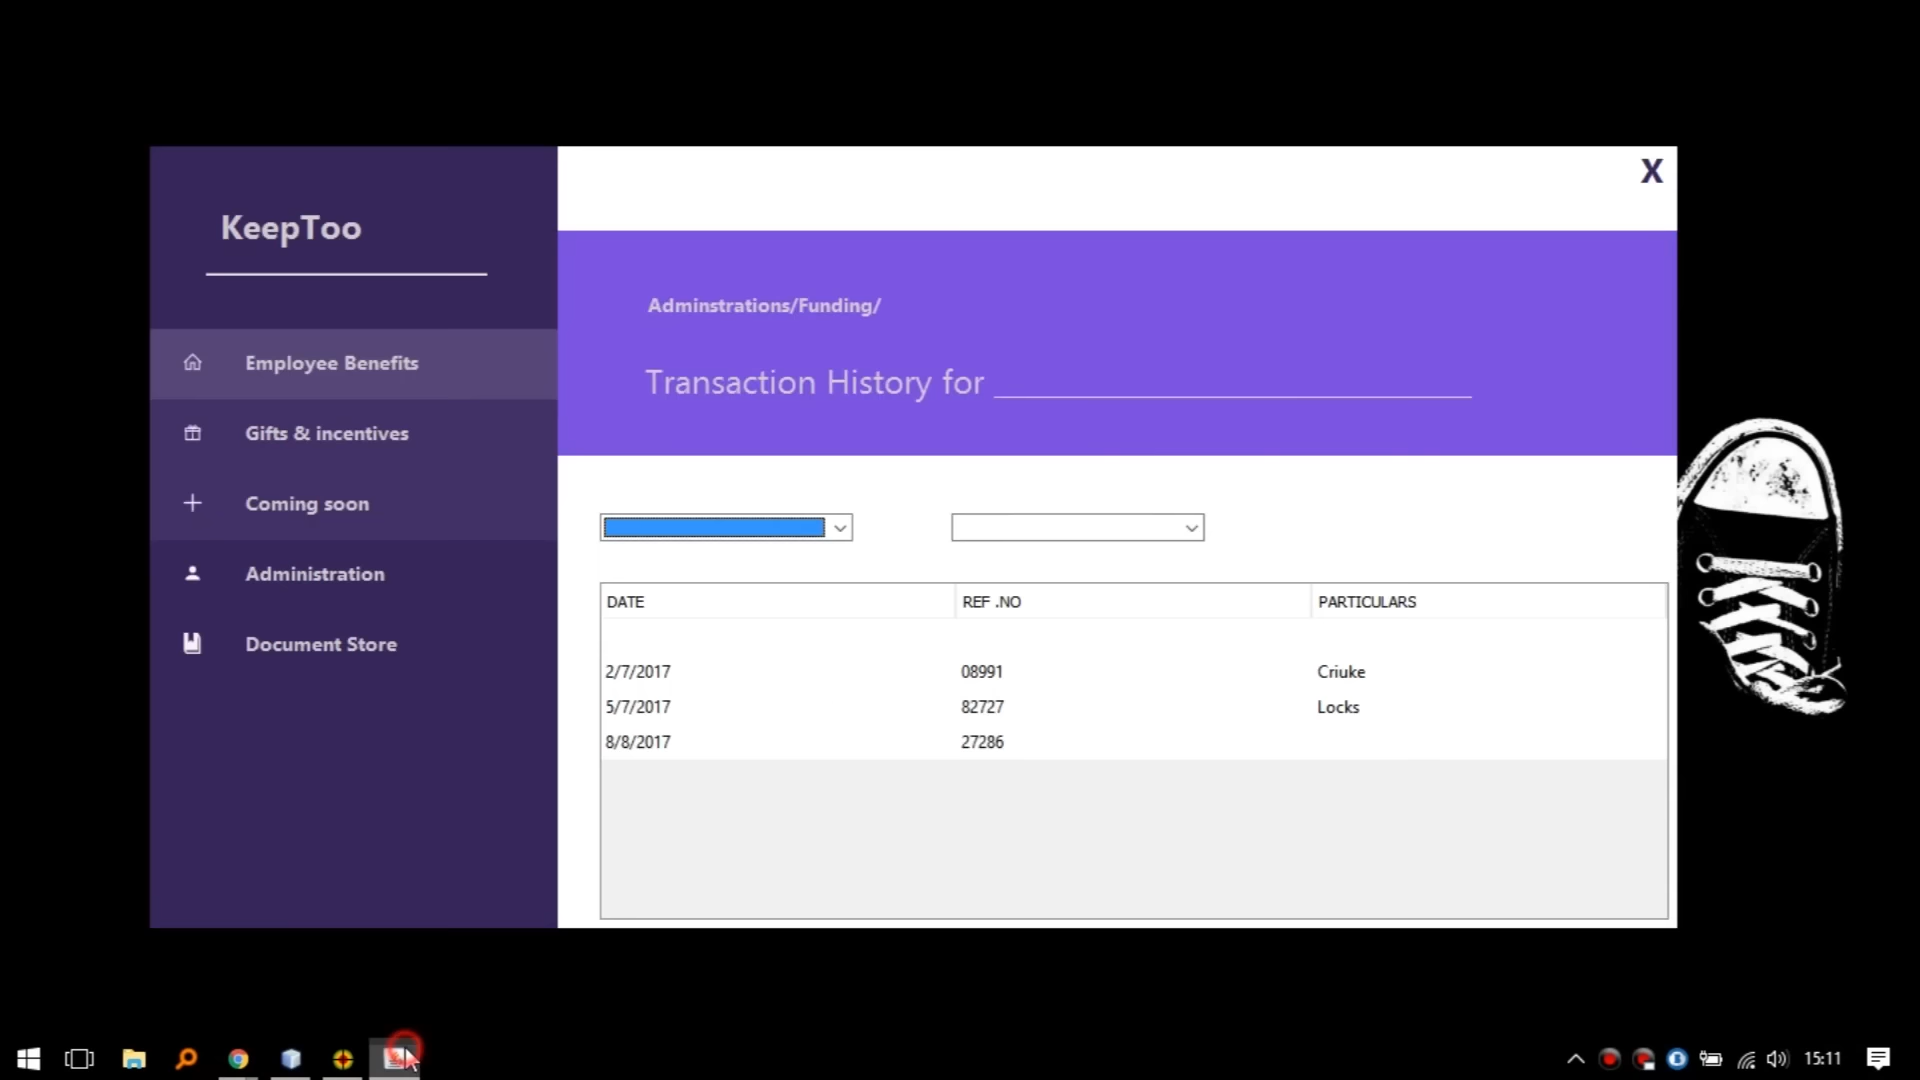 X
KeepToo
Adminstrations/Funding/
Transaction History for ______________________
Employee Benefits
Gifts & incentives
Coming soon
Administration
Document Store
DATE REF .NO PARTICULARS
2/7/2017 08991 Criuke
5/7/2017 82727 Locks
8/8/2017 27286
15:11